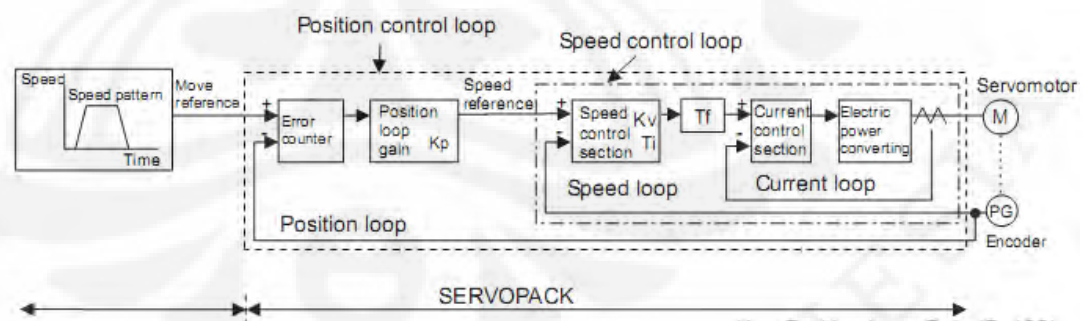 Position control loop
Speed control loop
Speed
Speed pattern
Time
Move
reference
+
-
Error
counter
Position
loop
gain
Kp
Speed
reference
+
-
Speed
control
section
Kv
Ti
Tf
+
-
Current
control
section
Electric
power
converting
Servomotor
M
PG
Encoder
Speed loop
Current loop
Position loop
SERVOPACK